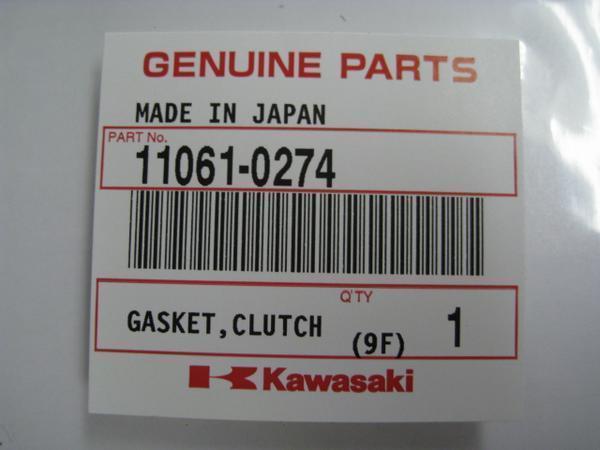 GENUINE PARTS
MADE IN JAPAN
PART No.
11061-0274
Q'TY
GASKET,CLUTCH (9F) 1
Kawasaki